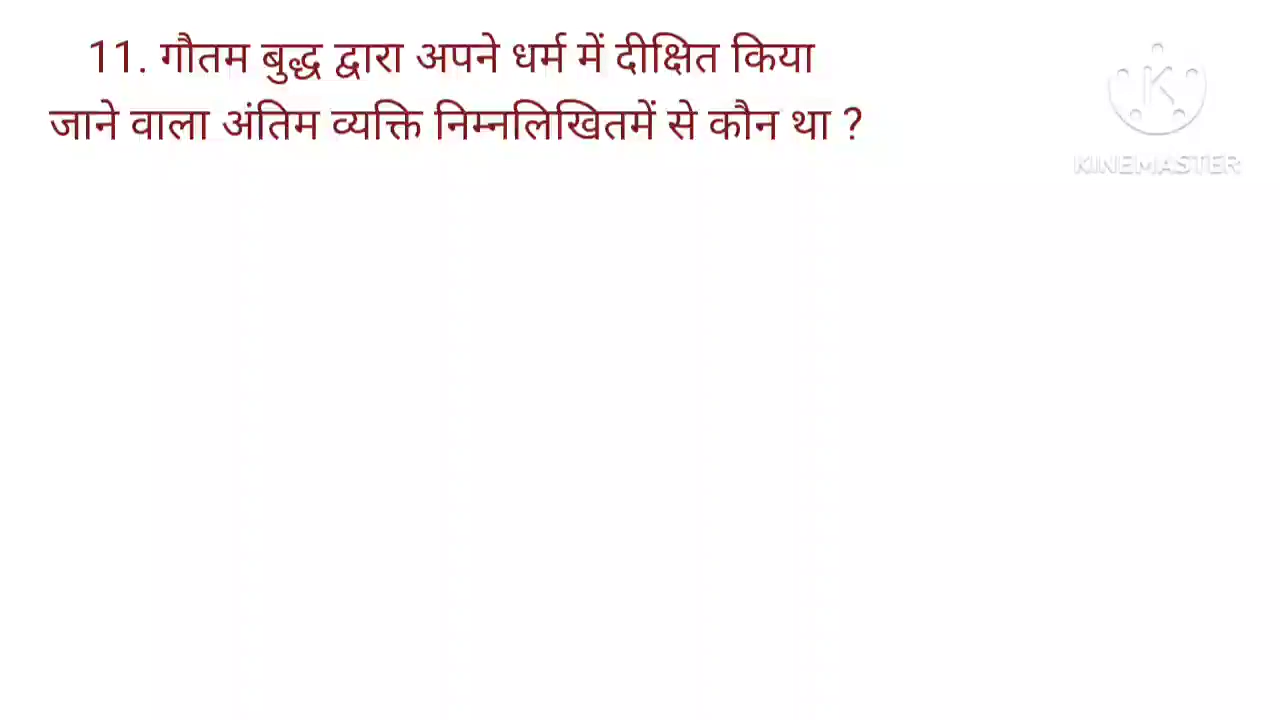 11. गौतम बुद्ध द्वारा अपने धर्म में दीक्षित किया
जाने वाला अंतिम व्यक्ति निम्नलिखितमें से कौन था ?
K
KINEMASTER